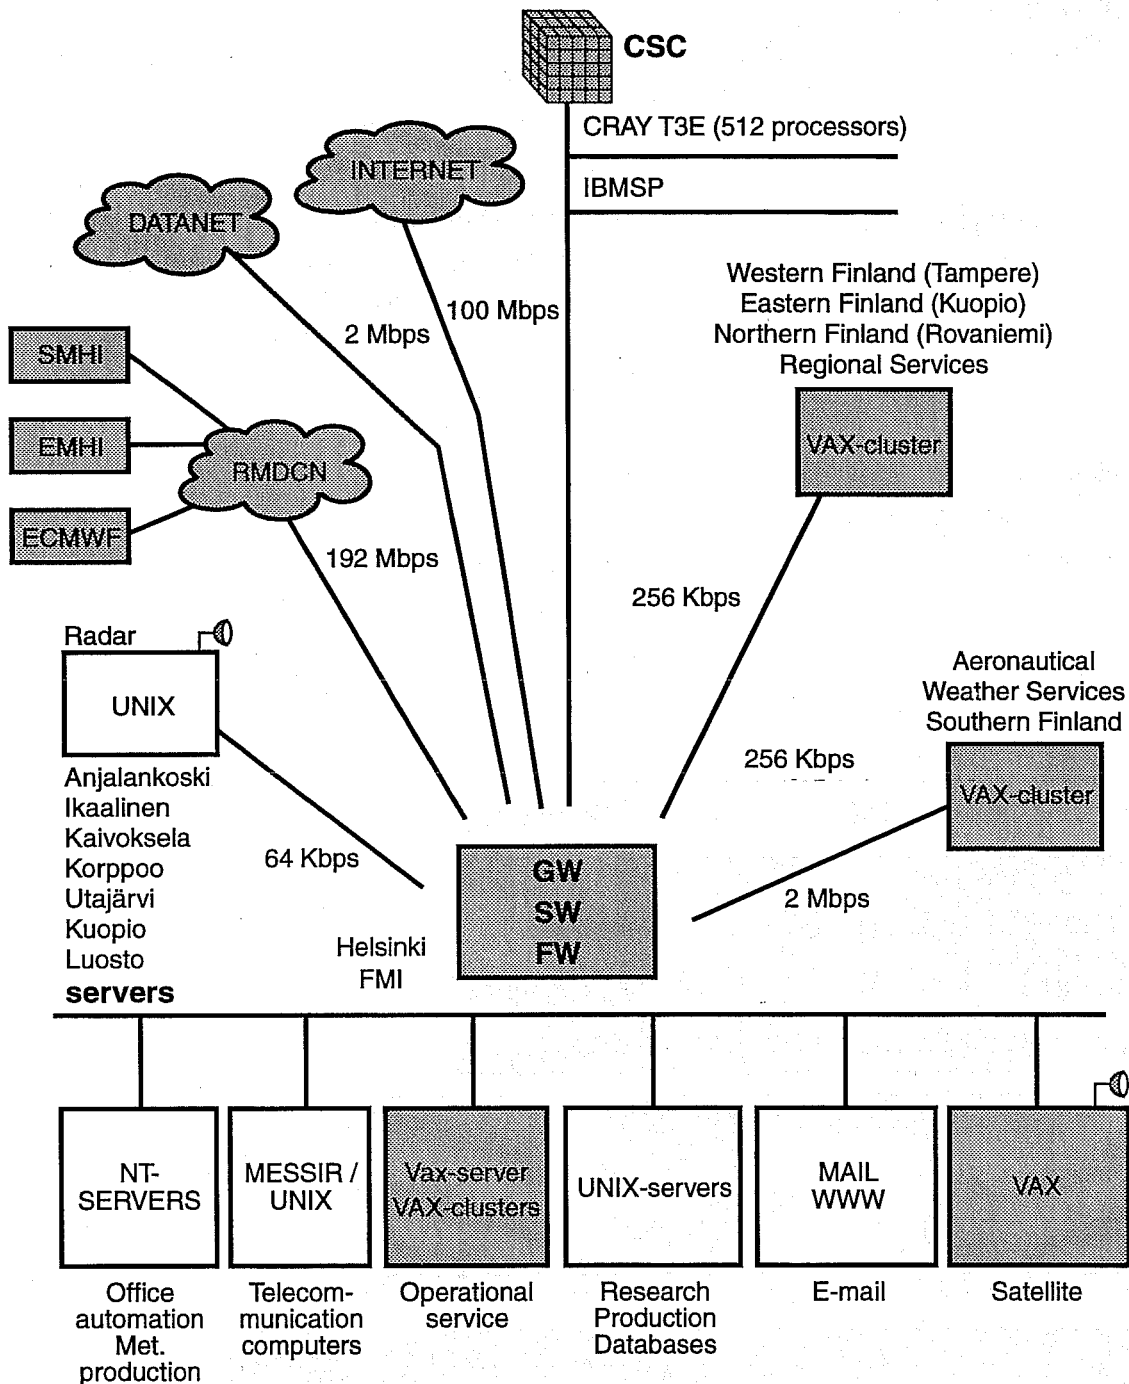 CSC
CRAY T3E (512 processors)
IBMSP
INTERNET
DATANET
100 Mbps
2 Mbps
Western Finland (Tampere)
Eastern Finland (Kuopio)
Northern Finland (Rovaniemi)
Regional Services
VAX-cluster
SMHI
EMHI
ECMWF
RMDCN
192 Mbps
256 Kbps
Radar
UNIX
Anjalankoski
Ikaalinen
Kaivoksela
Korppoo
Utajärvi
Kuopio
Luosto
servers
64 Kbps
Aeronautical
Weather Services
Southern Finland
VAX-cluster
256 Kbps
2 Mbps
GW
SW
FW
Helsinki
FMI
NT-
SERVERS
MESSIR /
UNIX
Vax-server
VAX-clusters
UNIX-servers
MAIL
WWW
VAX
Office
automation
Met.
production
Telecom-
munication
computers
Operational
service
Research
Production
Databases
E-mail
Satellite